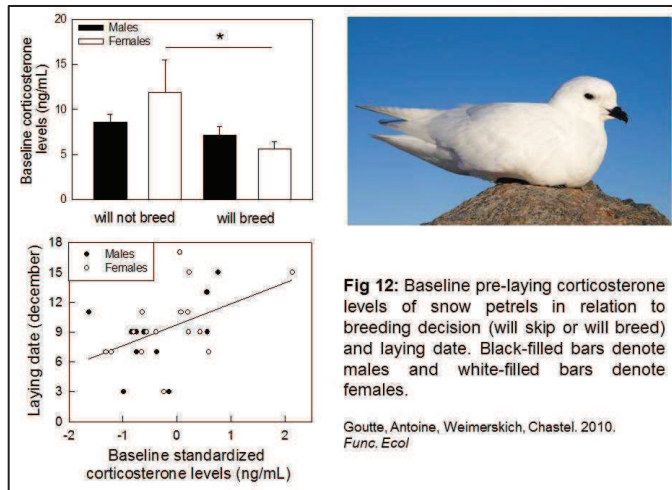 Males
Females
*
20
15
10
5
0
Baseline corticosterone
levels (ng/mL)
will not breed
will breed
Males
Females
18
15
12
9
6
3
0
Laying date (december)
-2 -1 0 1 2
Baseline standardized
corticosterone levels (ng/mL)
Fig 12: Baseline pre-laying corticosterone
levels of snow petrels in relation to
breeding decision (will skip or will breed)
and laying date. Black-filled bars denote
males and white-filled bars denote
females.
Goutte, Antoine, Weimerskich, Chastel. 2010.
Func. Ecol